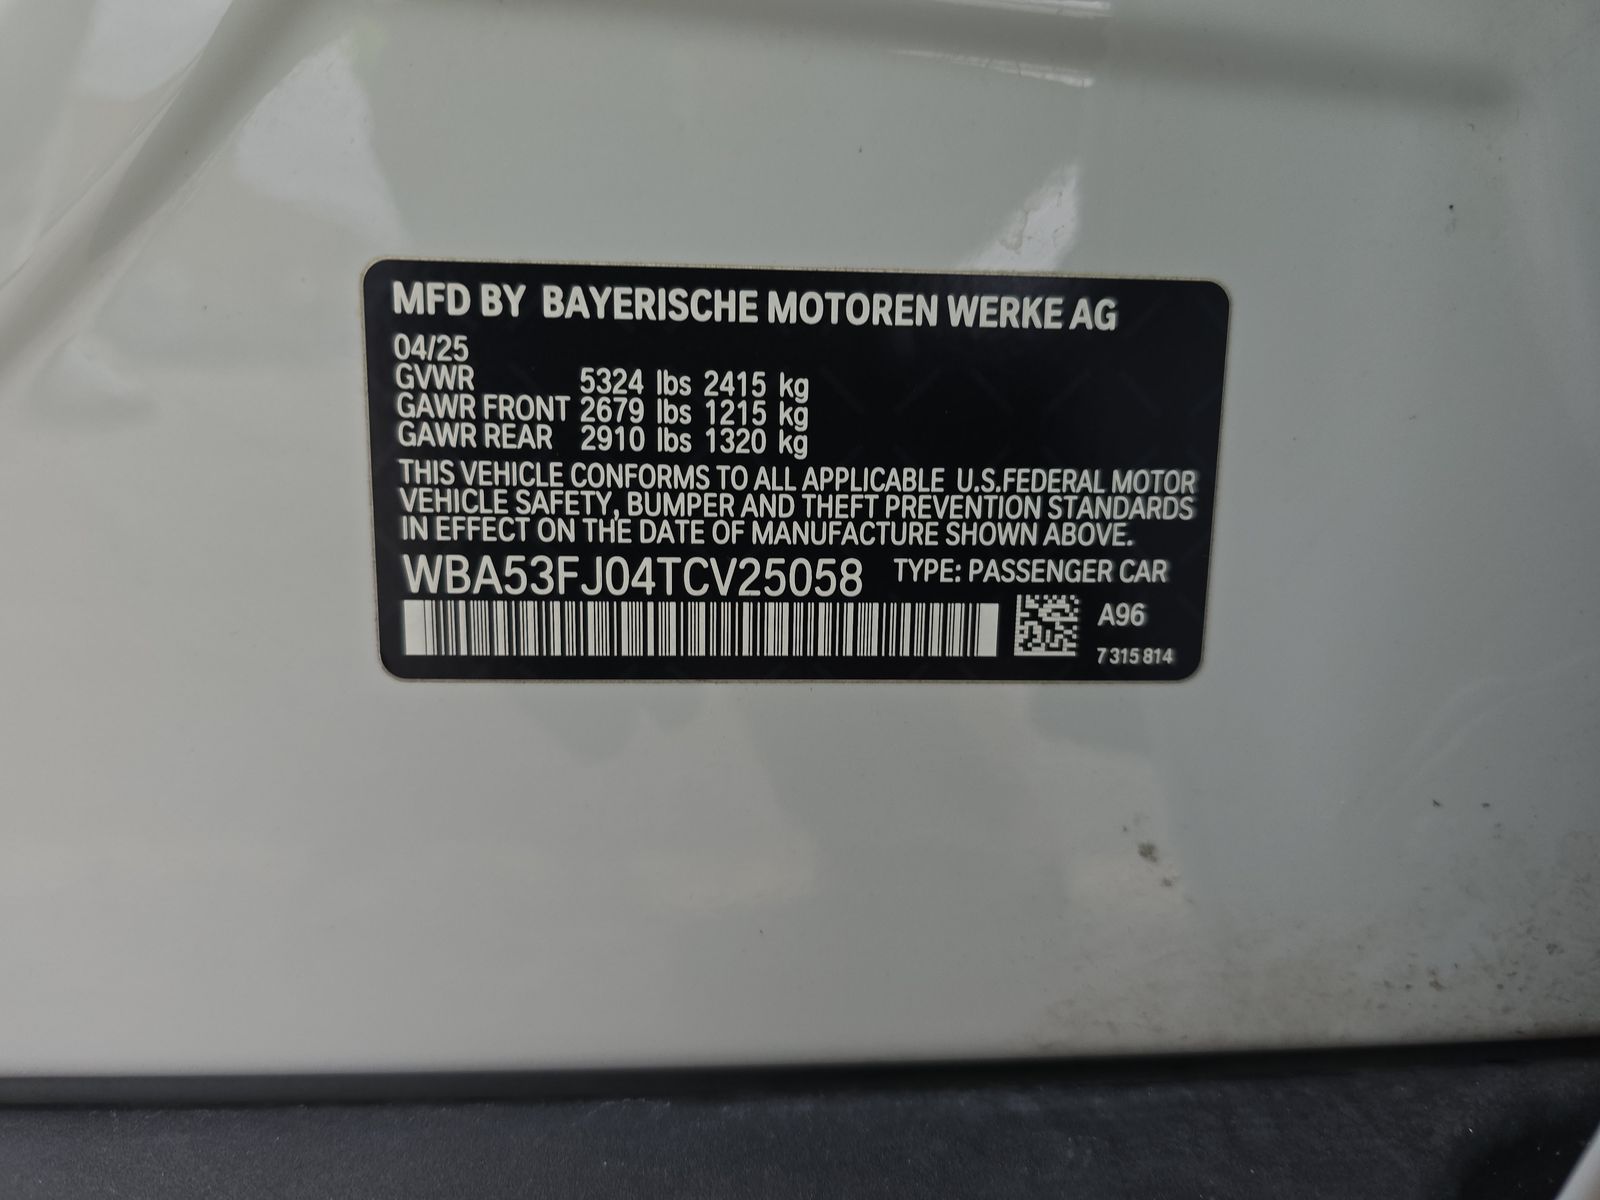 MFD BY BAYERISCHE MOTOREN WERKE AG
04/25
GVWR 5324 lbs 2415 kg
GAWR FRONT 2679 lbs 1215 kg
GAWR REAR 2910 lbs 1320 kg
THIS VEHICLE CONFORMS TO ALL APPLICABLE U.S.FEDERAL MOTOR
VEHICLE SAFETY, BUMPER AND THEFT PREVENTION STANDARDS
IN EFFECT ON THE DATE OF MANUFACTURE SHOWN ABOVE.
WBA53FJ04TCV25058 TYPE: PASSENGER CAR
A96
7 315 814